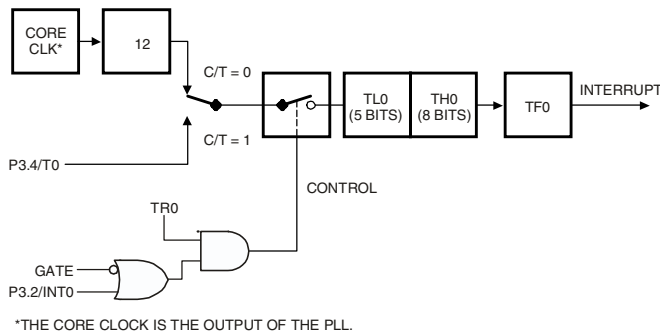 CORE
CLK*
12
C/T = 0
C/T = 1
TL0
(5 BITS)
TH0
(8 BITS)
TF0
INTERRUPT
P3.4/T0
CONTROL
TR0
GATE
P3.2/INT0
*THE CORE CLOCK IS THE OUTPUT OF THE PLL.